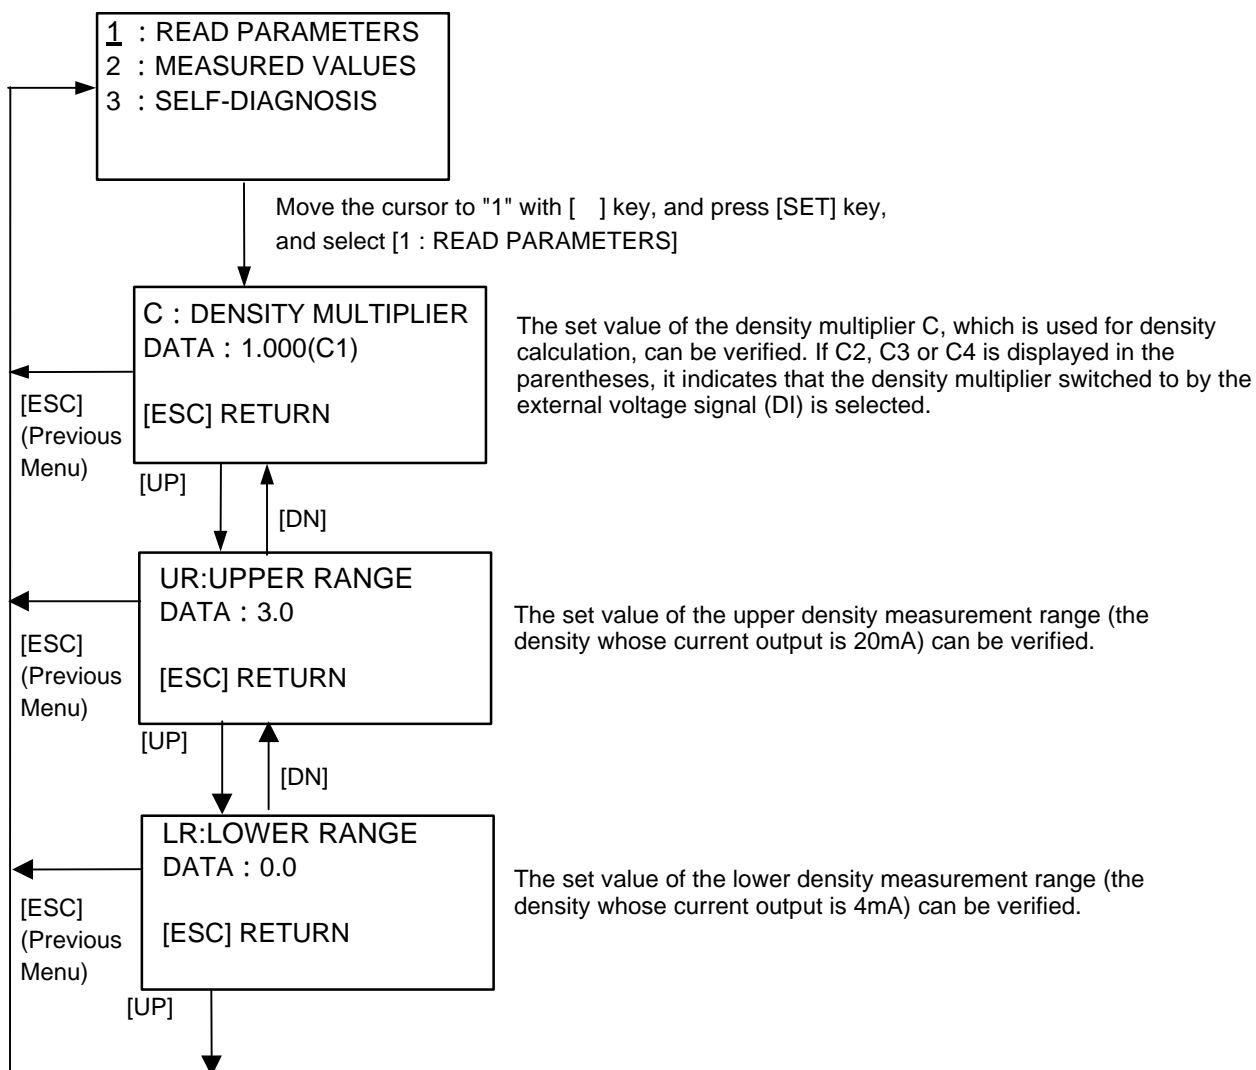 1 : READ PARAMETERS
2 : MEASURED VALUES
3 : SELF-DIAGNOSIS
Move the cursor to "1" with [ ] key, and press [SET] key,
and select [1 : READ PARAMETERS]
C : DENSITY MULTIPLIER
DATA : 1.000(C1)
[ESC] RETURN
The set value of the density multiplier C, which is used for density
calculation, can be verified. If C2, C3 or C4 is displayed in the
parentheses, it indicates that the density multiplier switched to by the
external voltage signal (DI) is selected.
[ESC]
(Previous
Menu)
[UP]
[DN]
UR:UPPER RANGE
DATA : 3.0
[ESC] RETURN
The set value of the upper density measurement range (the
density whose current output is 20mA) can be verified.
[ESC]
(Previous
Menu)
[UP]
[DN]
LR:LOWER RANGE
DATA : 0.0
[ESC] RETURN
The set value of the lower density measurement range (the
density whose current output is 4mA) can be verified.
[ESC]
(Previous
Menu)
[UP]